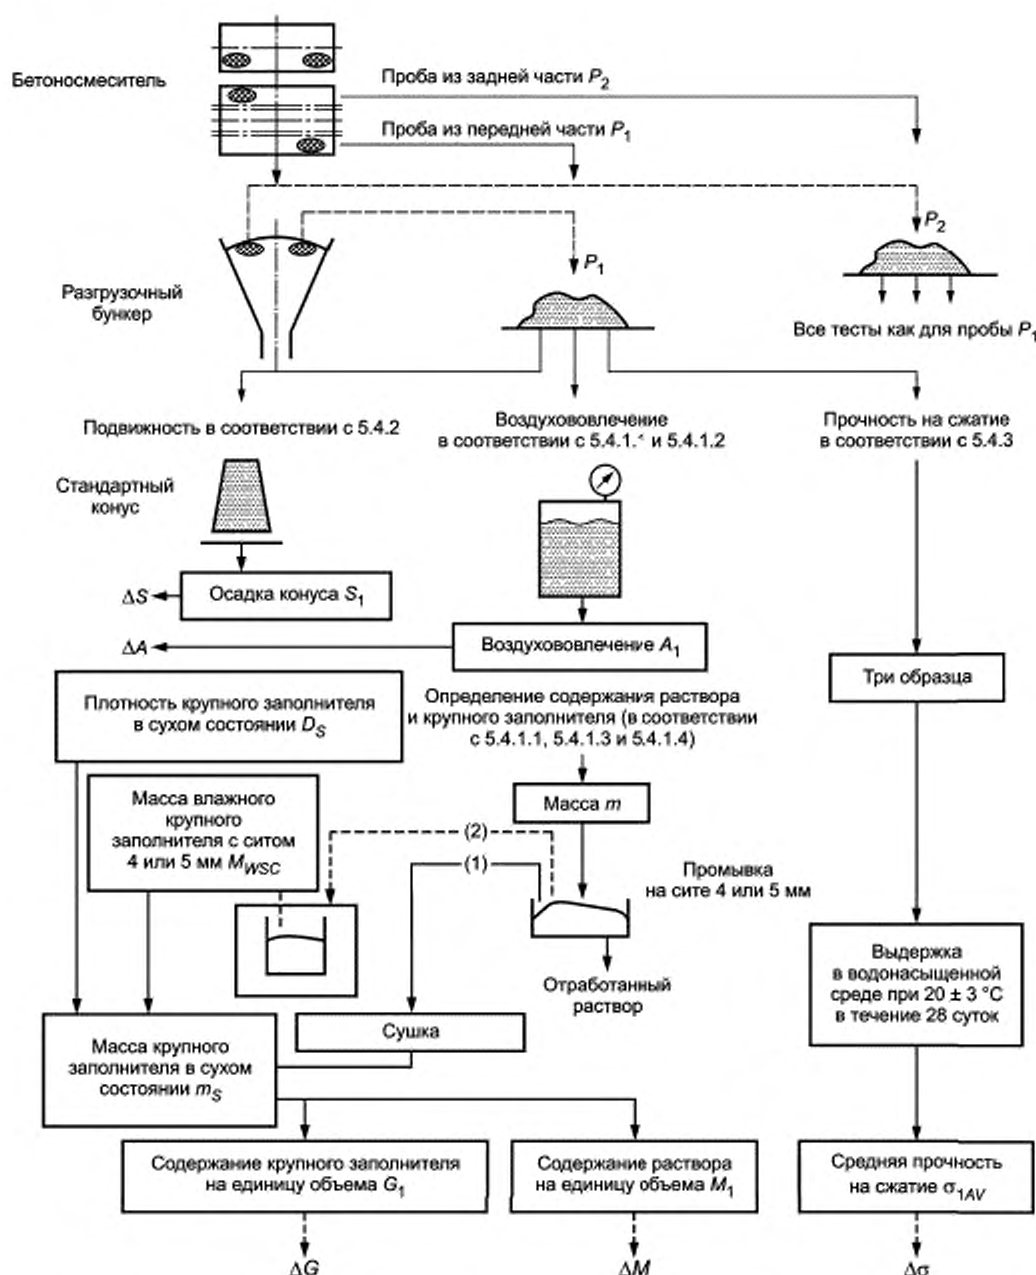 Бетоносмеситель
Проба из задней части P2
Проба из передней части P1
P2
P1
Разгрузочный
бункер
Все тесты как для пробы P1
Подвижность в соответствии с 5.4.2
Воздухововлечение
в соответствии с 5.4.1. и 5.4.1.2
Прочность на сжатие
в соответствии с 5.4.3
Стандартный
конус
Осадка конуса S1
ΔS
Воздухововлечение A1
ΔA
Три образца
Плотность крупного заполнителя
в сухом состоянии DS
Определение содержания раствора
и крупного заполнителя (в соответствии
с 5.4.1.1, 5.4.1.3 и 5.4.1.4)
Масса влажного
крупного
заполнителя с ситом
4 или 5 мм MWSC
Масса m
(2)
(1)
Промывка
на сите 4 или 5 мм
Отработанный
раствор
Выдержка
в водонасыщенной
среде при 20 ± 3 °C
в течение 28 суток
Сушка
Масса крупного
заполнителя в сухом
состоянии mS
Содержание крупного заполнителя
на единицу объема G1
Содержание раствора
на единицу объема M1
Средняя прочность
на сжатие σ1AV
ΔG
ΔM
Δσ